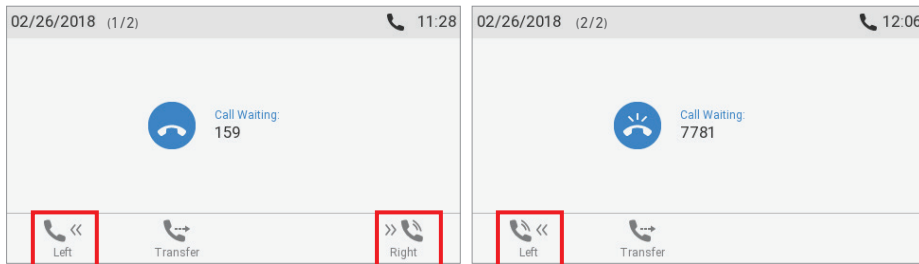 02/26/2018 (1/2) 11:28
Call Waiting:
159
Left Transfer Right
02/26/2018 (2/2) 12:06
Call Waiting:
7781
Left Transfer